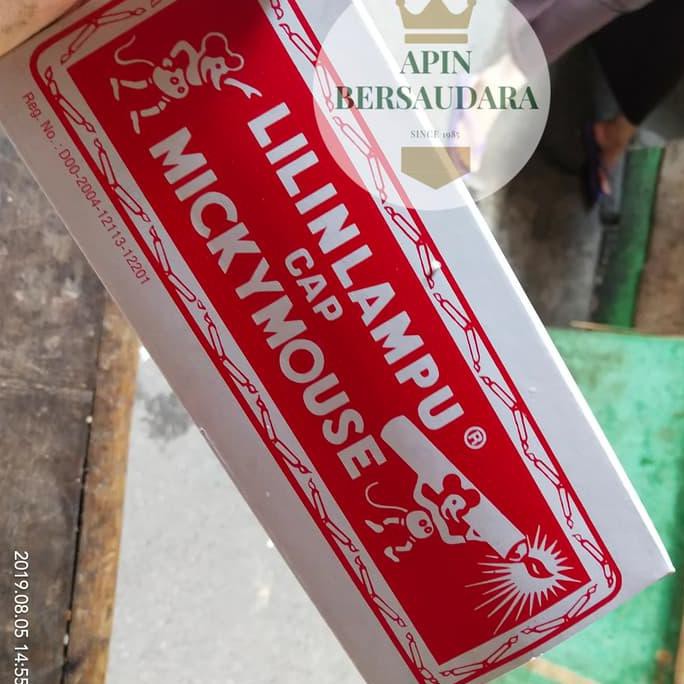 APIN
BERSAUDARA
SINCE 1985
LILINLAMPU ®
CAP
MICKYMOUSE
Reg. No. : D00-2004-12113-12201
2019.08.05 14:55